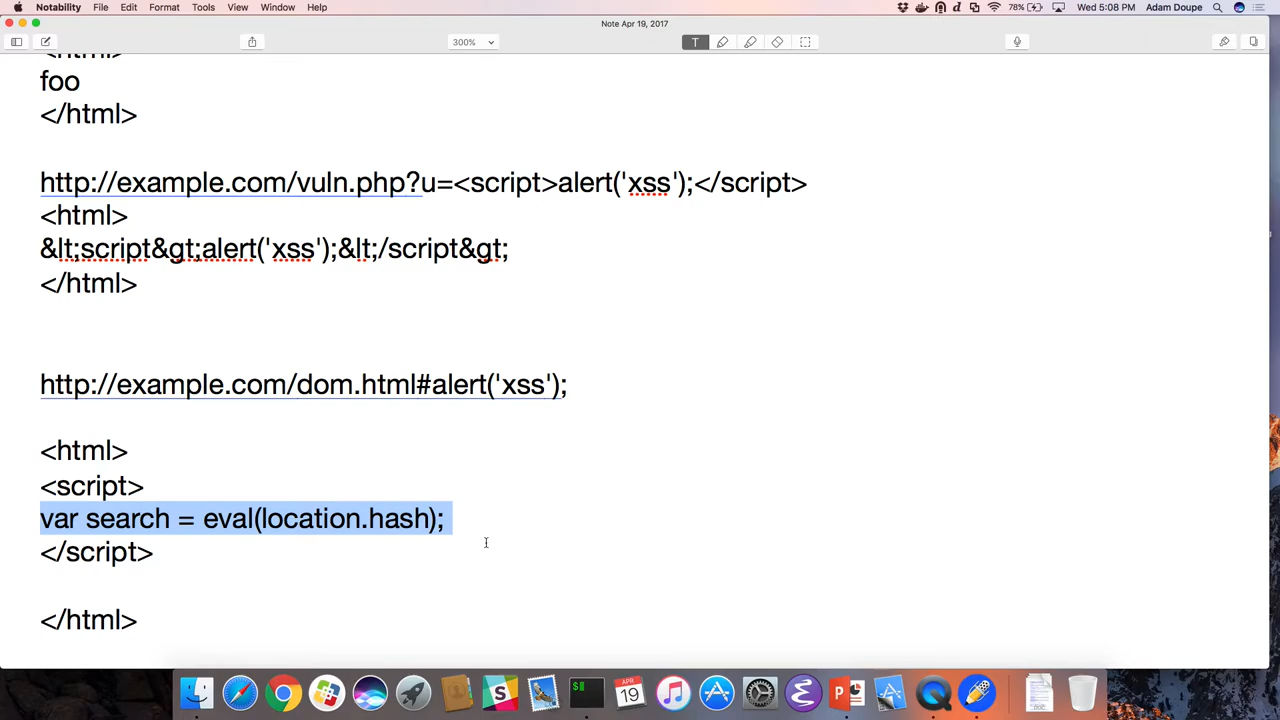 Notability File Edit Format Tools View Window Help 78% Wed 5:08 PM Adam Doupe
Note Apr 19, 2017
300% T
<html>
foo
</html>
http://example.com/vuln.php?u=<script>alert('xss');</script>
<html>
&lt;script&gt;alert('xss');&lt;/script&gt;
</html>
http://example.com/dom.html#alert('xss');
<html>
<script>
var search = eval(location.hash);
</script>
</html>
APR
19